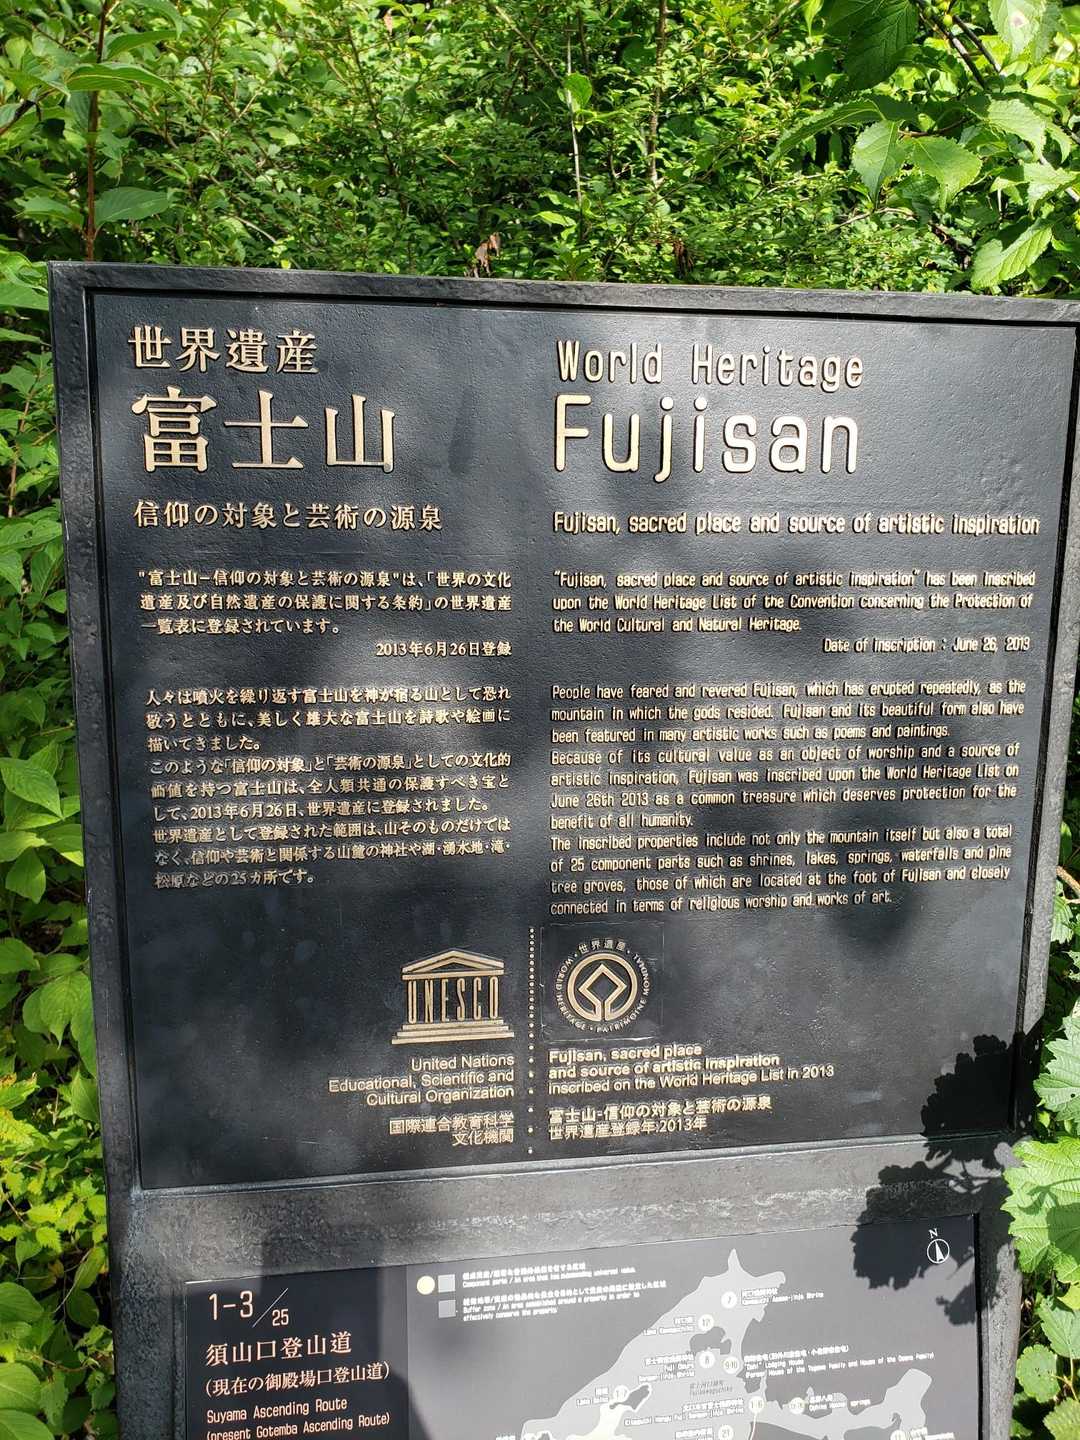 世界遺産
富士山
信仰の対象と芸術の源泉
"富士山－信仰の対象と芸術の源泉"は、「世界の文化
遺産及び自然遺産の保護に関する条約」の世界遺産
一覧表に登録されています。
2013年6月26日登録
人々は噴火を繰り返す富士山を神が宿る山として恐れ
敬うとともに、美しく雄大な富士山を詩歌や絵画に
描いてきました。
このような「信仰の対象」と「芸術の源泉」としての文化的
価値を持つ富士山は、全人類共通の保護すべき宝と
して、2013年6月26日、世界遺産に登録されました。
世界遺産として登録された範囲は、山そのものだけでは
なく、信仰や芸術と関係する山麓の神社や湖・湧水地・滝・
松原などの25カ所です。
World Heritage
Fujisan
Fujisan, sacred place and source of artistic inspiration
"Fujisan, sacred place and source of artistic inspiration" has been inscribed
upon the World Heritage List of the Convention concerning the Protection of
the World Cultural and Natural Heritage.
Date of inscription : June 26, 2013
People have feared and revered Fujisan, which has erupted repeatedly, as the
mountain in which the gods resided. Fujisan and its beautiful form also have
been featured in many artistic works such as poems and paintings.
Because of its cultural value as an object of worship and a source of
artistic inspiration, Fujisan was inscribed upon the World Heritage List on
June 26th 2013 as a common treasure which deserves protection for the
benefit of all humanity.
The inscribed properties include not only the mountain itself but also a total
of 25 component parts such as shrines, lakes, springs, waterfalls and pine
tree groves, those of which are located at the foot of Fujisan and closely
connected in terms of religious worship and works of art.
UNESCO
United Nations
Educational, Scientific and
Cultural Organization
国際連合教育科学
文化機関
世界遺産
WORLD HERITAGE • PATRIMOINE MONDIAL
Fujisan, sacred place
and source of artistic inspiration
inscribed on the World Heritage List in 2013
富士山-信仰の対象と芸術の源泉
世界遺産登録年:2013年
1-3/25
須山口登山道
(現在の御殿場口登山道)
Suyama Ascending Route
(present Gotemba Ascending Route)
Component parts / An area that has outstanding universal value.
Buffer zone / An area established around a property in order to
effectively conserve the property
N